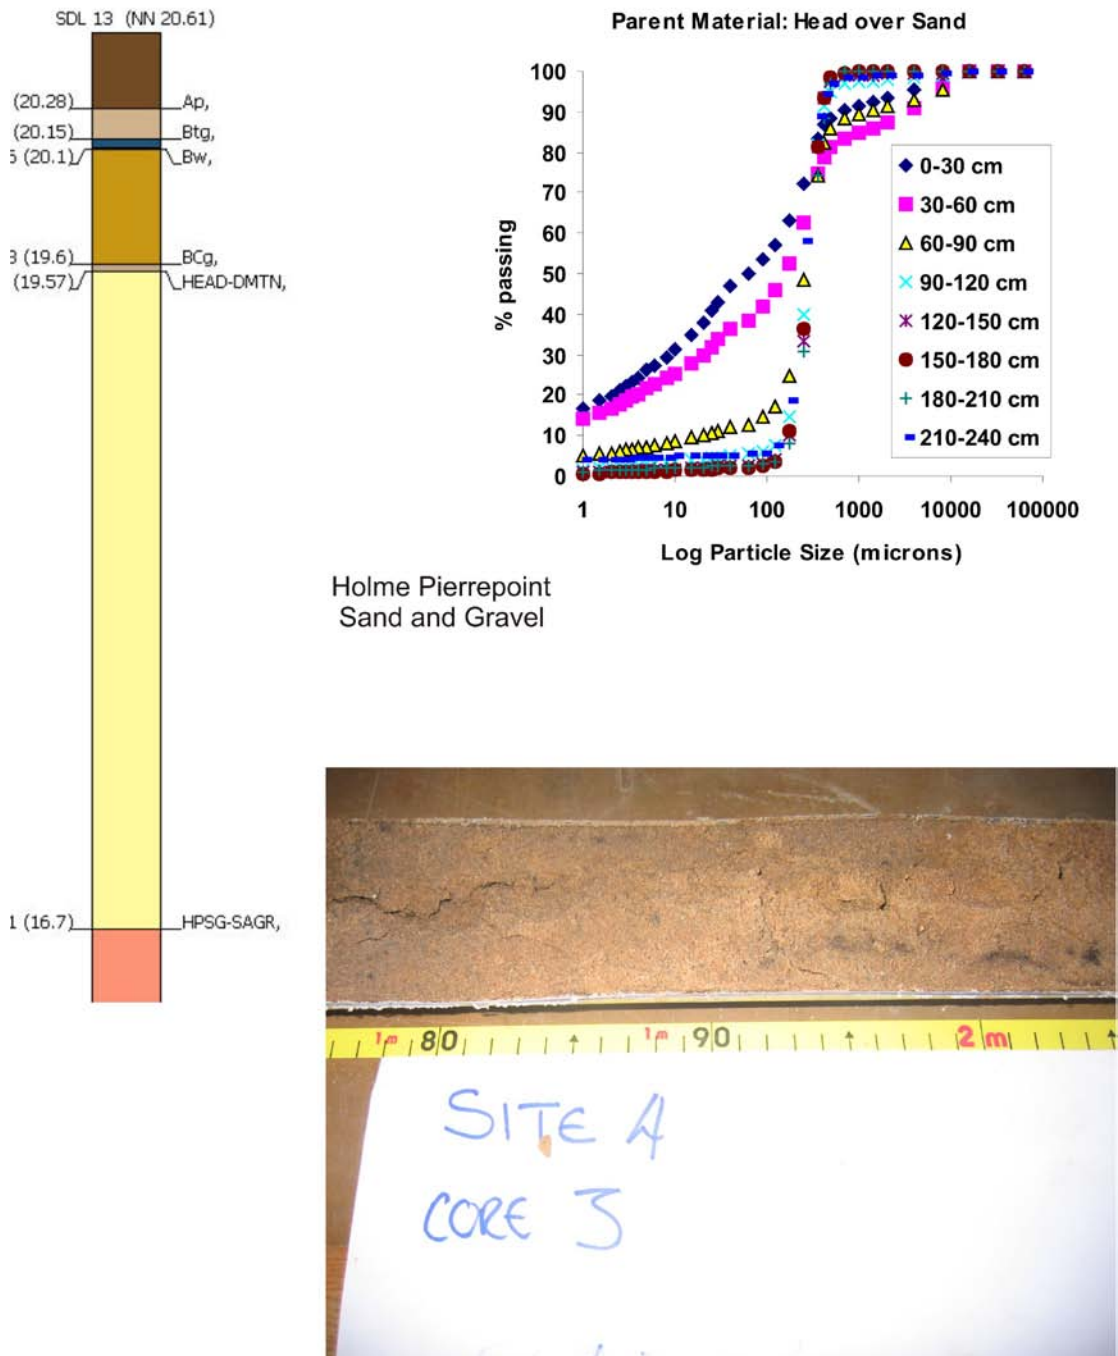 SDL 13 (NN 20.61)
(20.28) Ap,
(20.15) Btg,
(20.1) Bw,
(19.6) BCg,
(19.57) HEAD-DMTN,
1 (16.7) HPSG-SAGR,
Parent Material: Head over Sand
% passing
100
90
80
70
60
50
40
30
20
10
0
1 10 100 1000 10000 100000
Log Particle Size (microns)
0-30 cm
30-60 cm
60-90 cm
90-120 cm
120-150 cm
150-180 cm
180-210 cm
210-240 cm
Holme Pierrepoint
Sand and Gravel
1m 80 1m 90 2m
SITE A
CORE 3